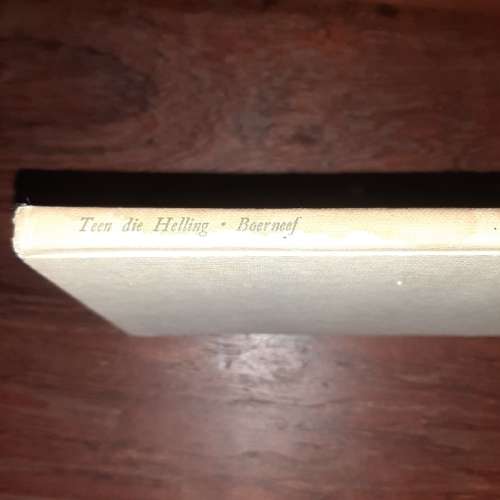 Teen die Helling · Boerneef